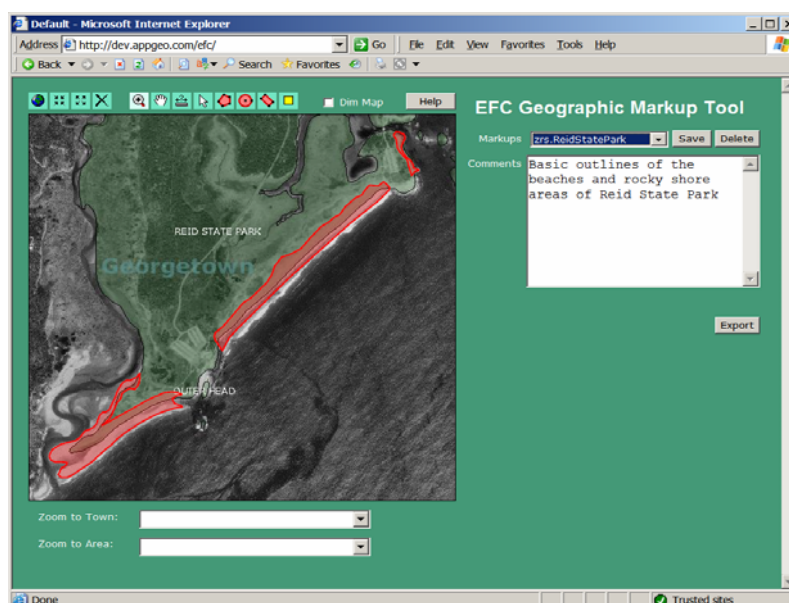 Default - Microsoft Internet Explorer
Address http://dev.appgeo.com/efc/ Go File Edit View Favorites Tools Help
Back Search Favorites
Dim Map Help
EFC Geographic Markup Tool
Markups zrs.ReidStatePark Save Delete
Comments Basic outlines of the
beaches and rocky shore
areas of Reid State Park
REID STATE PARK
Georgetown
OUTER HEAD
Export
Zoom to Town:
Zoom to Area:
Done Trusted sites